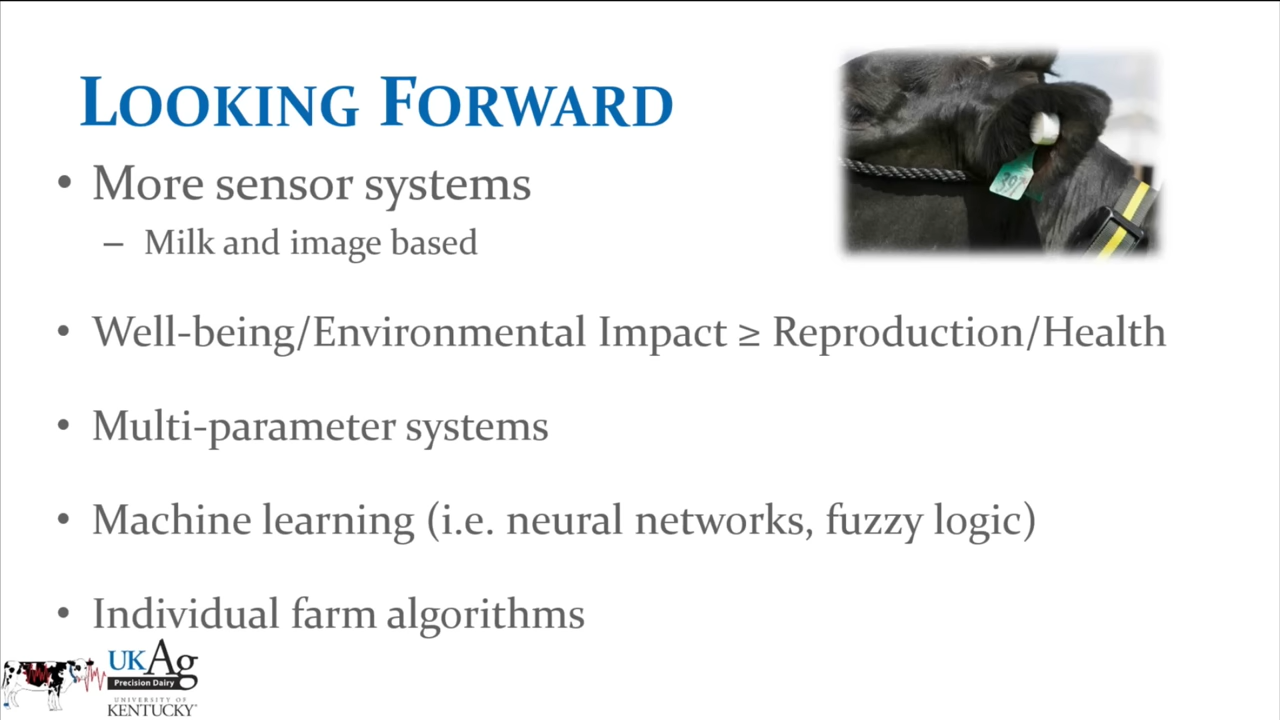 LOOKING FORWARD
• More sensor systems
– Milk and image based
• Well-being/Environmental Impact ≥ Reproduction/Health
• Multi-parameter systems
• Machine learning (i.e. neural networks, fuzzy logic)
• Individual farm algorithms
397
UKAg
Precision Dairy
UNIVERSITY OF
KENTUCKY